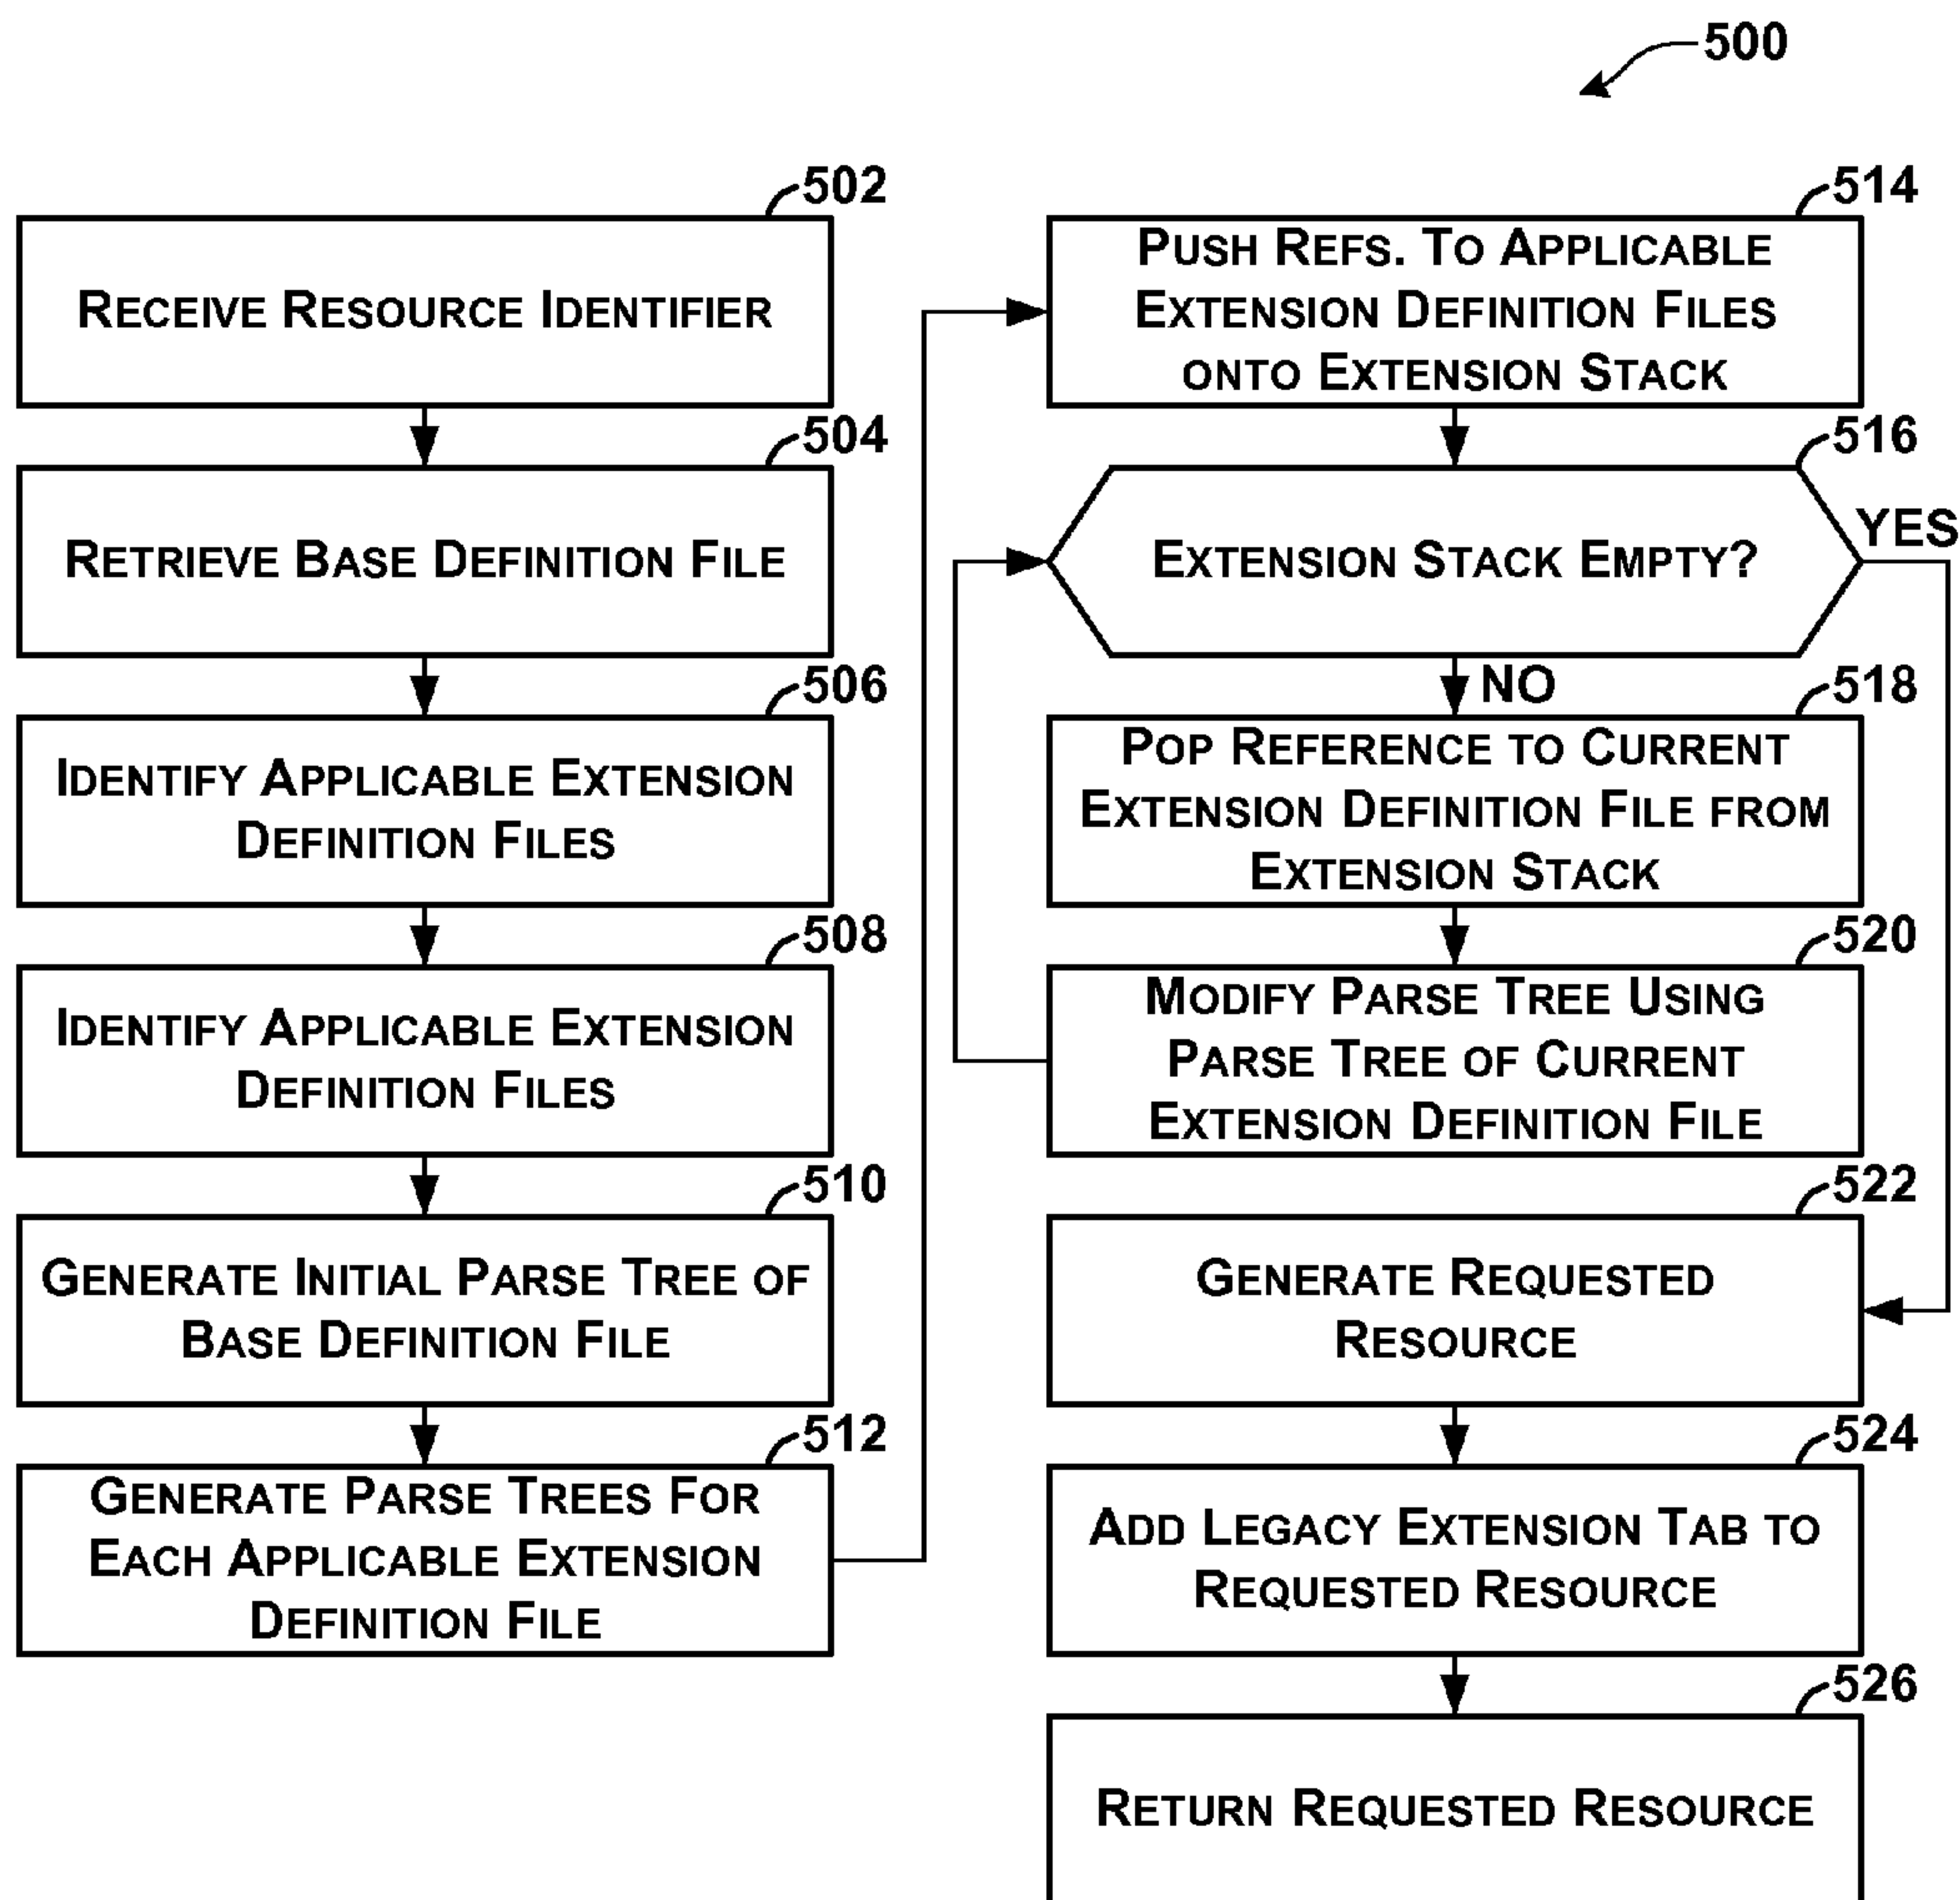 500
502
RECEIVE RESOURCE IDENTIFIER
504
RETRIEVE BASE DEFINITION FILE
506
IDENTIFY APPLICABLE EXTENSION
DEFINITION FILES
508
IDENTIFY APPLICABLE EXTENSION
DEFINITION FILES
510
GENERATE INITIAL PARSE TREE OF
BASE DEFINITION FILE
512
GENERATE PARSE TREES FOR
EACH APPLICABLE EXTENSION
DEFINITION FILE
514
PUSH REFS. TO APPLICABLE
EXTENSION DEFINITION FILES
ONTO EXTENSION STACK
516
EXTENSION STACK EMPTY?
YES
NO
518
POP REFERENCE TO CURRENT
EXTENSION DEFINITION FILE FROM
EXTENSION STACK
520
MODIFY PARSE TREE USING
PARSE TREE OF CURRENT
EXTENSION DEFINITION FILE
522
GENERATE REQUESTED
RESOURCE
524
ADD LEGACY EXTENSION TAB TO
REQUESTED RESOURCE
526
RETURN REQUESTED RESOURCE